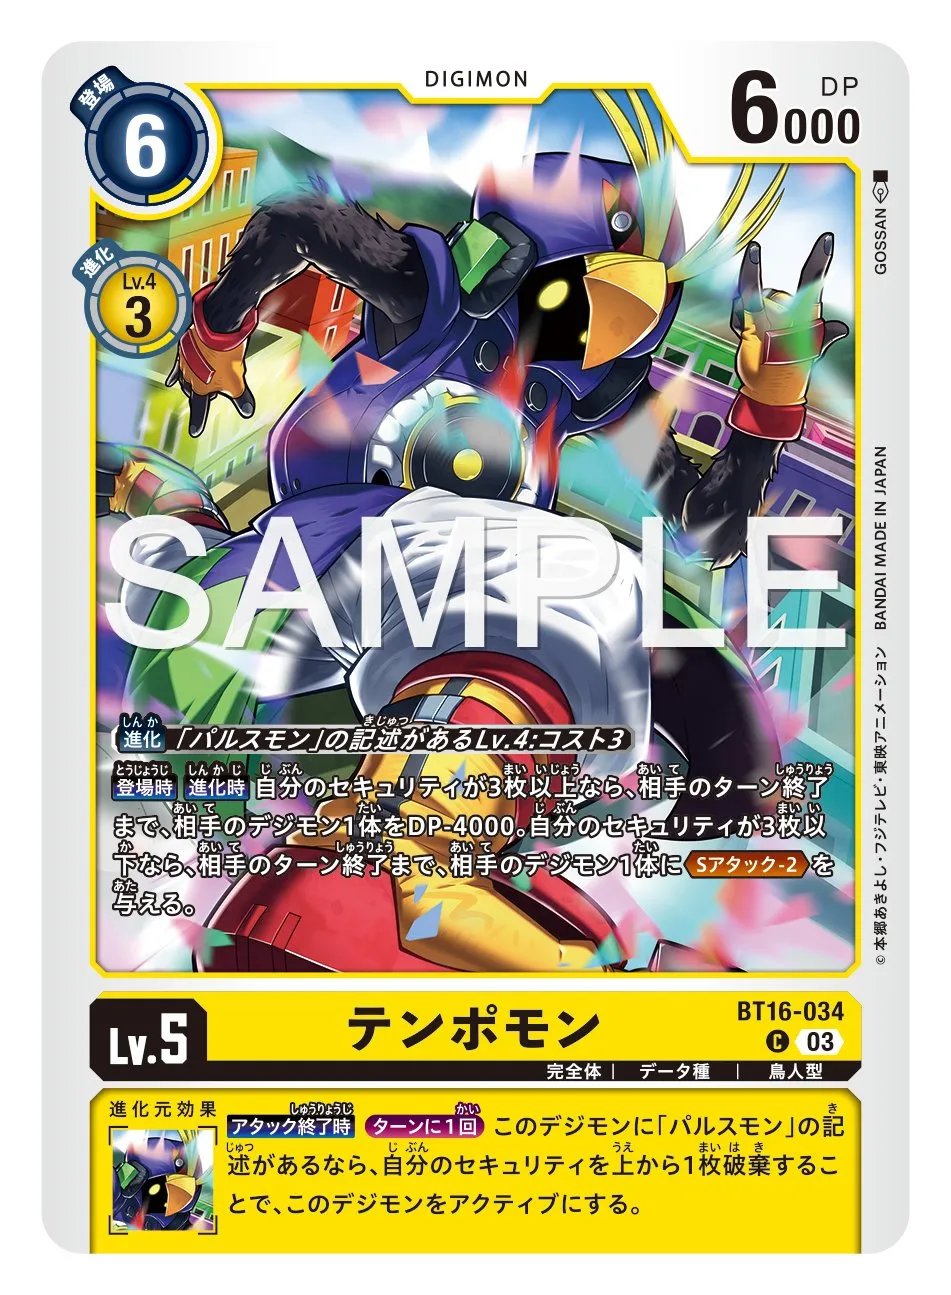 DIGIMON
登場
6
DP
6000
進化
Lv.4
3
GOSSAN
BANDAI MADE IN JAPAN
©本郷あきよし・フジテレビ・東映アニメーション
SAMPLE
進化 「パルスモン」の記述があるLv.4:コスト3
登場時 進化時 自分のセキュリティが3枚以上なら、相手のターン終了
まで、相手のデジモン1体をDP-4000。自分のセキュリティが3枚以
下なら、相手のターン終了まで、相手のデジモン1体に Sアタック-2 を
与える。
Lv.5
テンポモン
BT16-034
C 03
完全体 | データ種 | 鳥人型
進化元効果
アタック終了時 ターンに1回 このデジモンに「パルスモン」の記
述があるなら、自分のセキュリティを上から1枚破棄するこ
とで、このデジモンをアクティブにする。